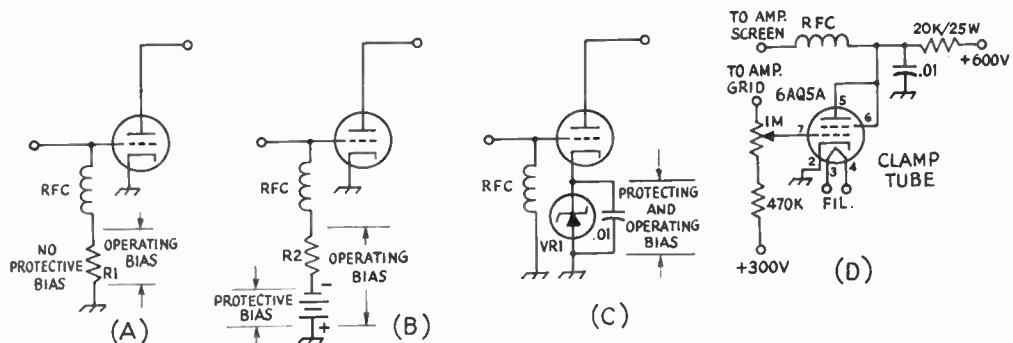 RFC
NO
PROTECTIVE
BIAS
R1
OPERATING
BIAS
(A)
RFC
R2
OPERATING
BIAS
PROTECTIVE
BIAS
-
+
(B)
RFC
VR1
.01
PROTECTING
AND
OPERATING
BIAS
(C)
TO AMP.
SCREEN
RFC
20K/25W
+600V
.01
TO AMP.
GRID
6AQ5A
5
6
1M
7
2
3
4
CLAMP
TUBE
FIL.
470K
+300V
(D)